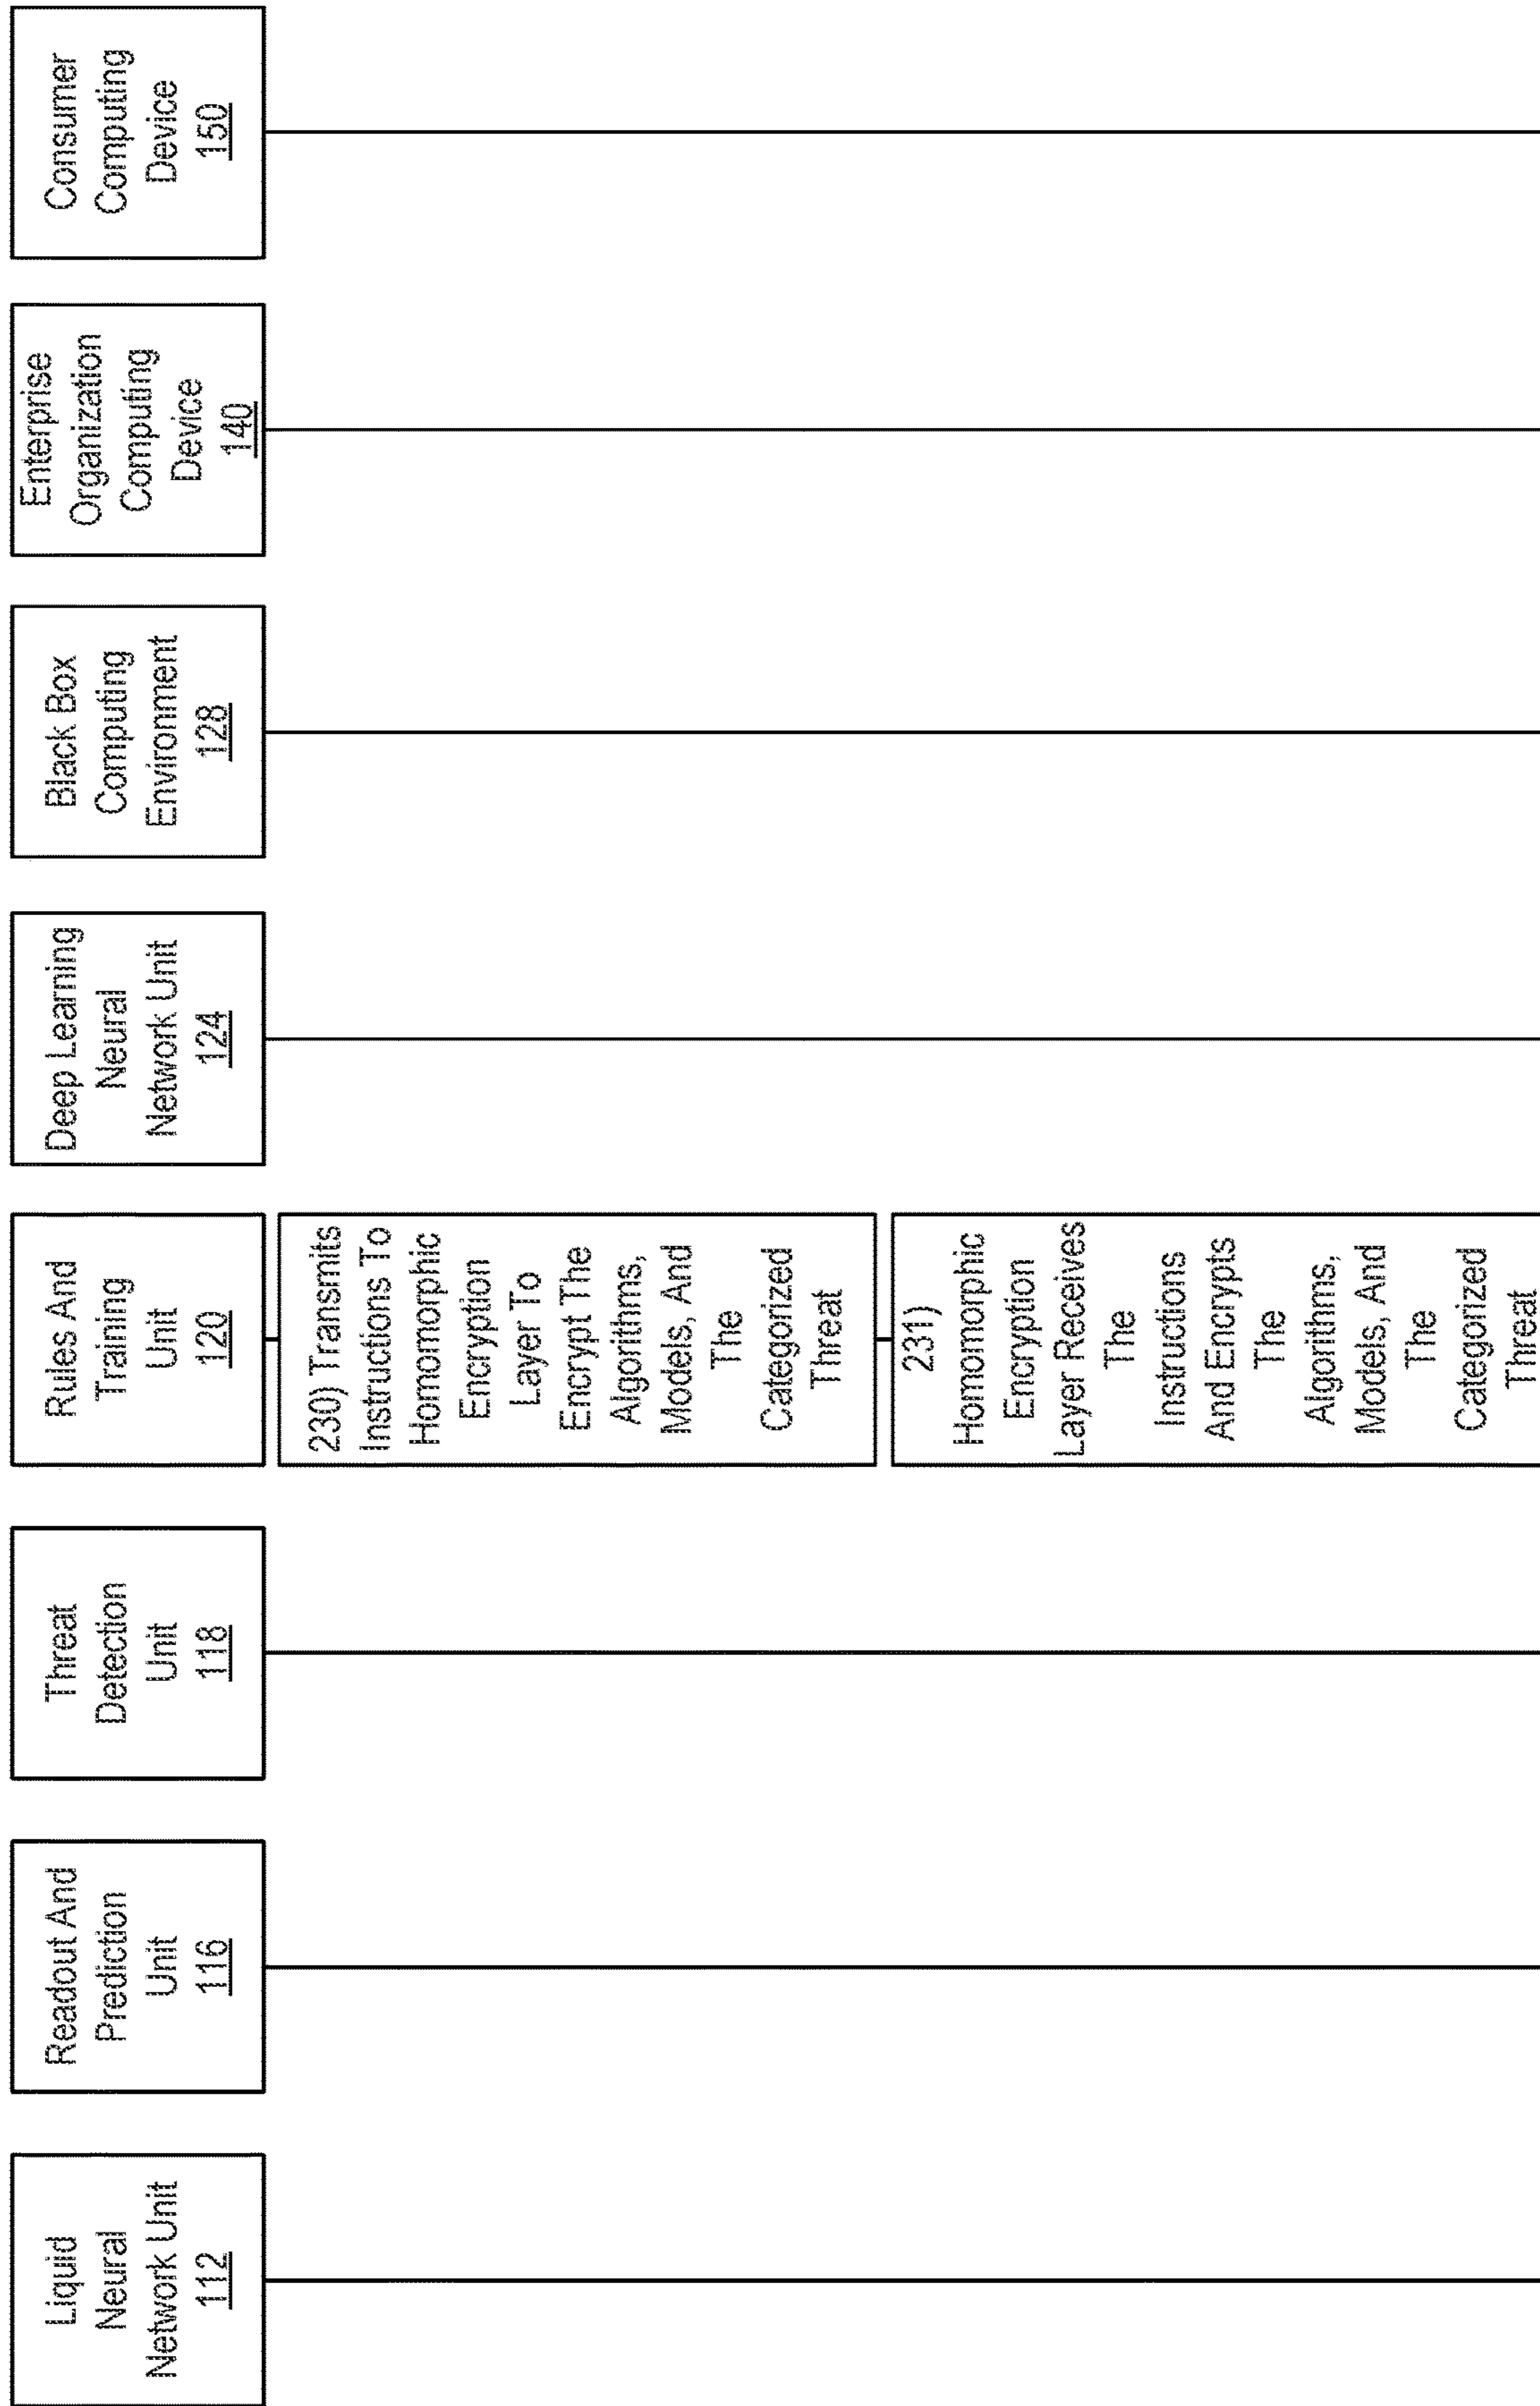 Liquid
Neural
Network Unit
112
Readout And
Prediction
Unit
116
Threat
Detection
Unit
118
Rules And
Training
Unit
120
Deep Learning
Neural
Network Unit
124
Black Box
Computing
Environment
128
Enterprise
Organization
Computing
Device
140
Consumer
Computing
Device
150
230) Transmits
Instructions To
Homomorphic
Encryption
Layer To
Encrypt The
Algorithms,
Models, And
The
Categorized
Threat
231)
Homomorphic
Encryption
Layer Receives
The
Instructions
And Encrypts
The
Algorithms,
Models, And
The
Categorized
Threat